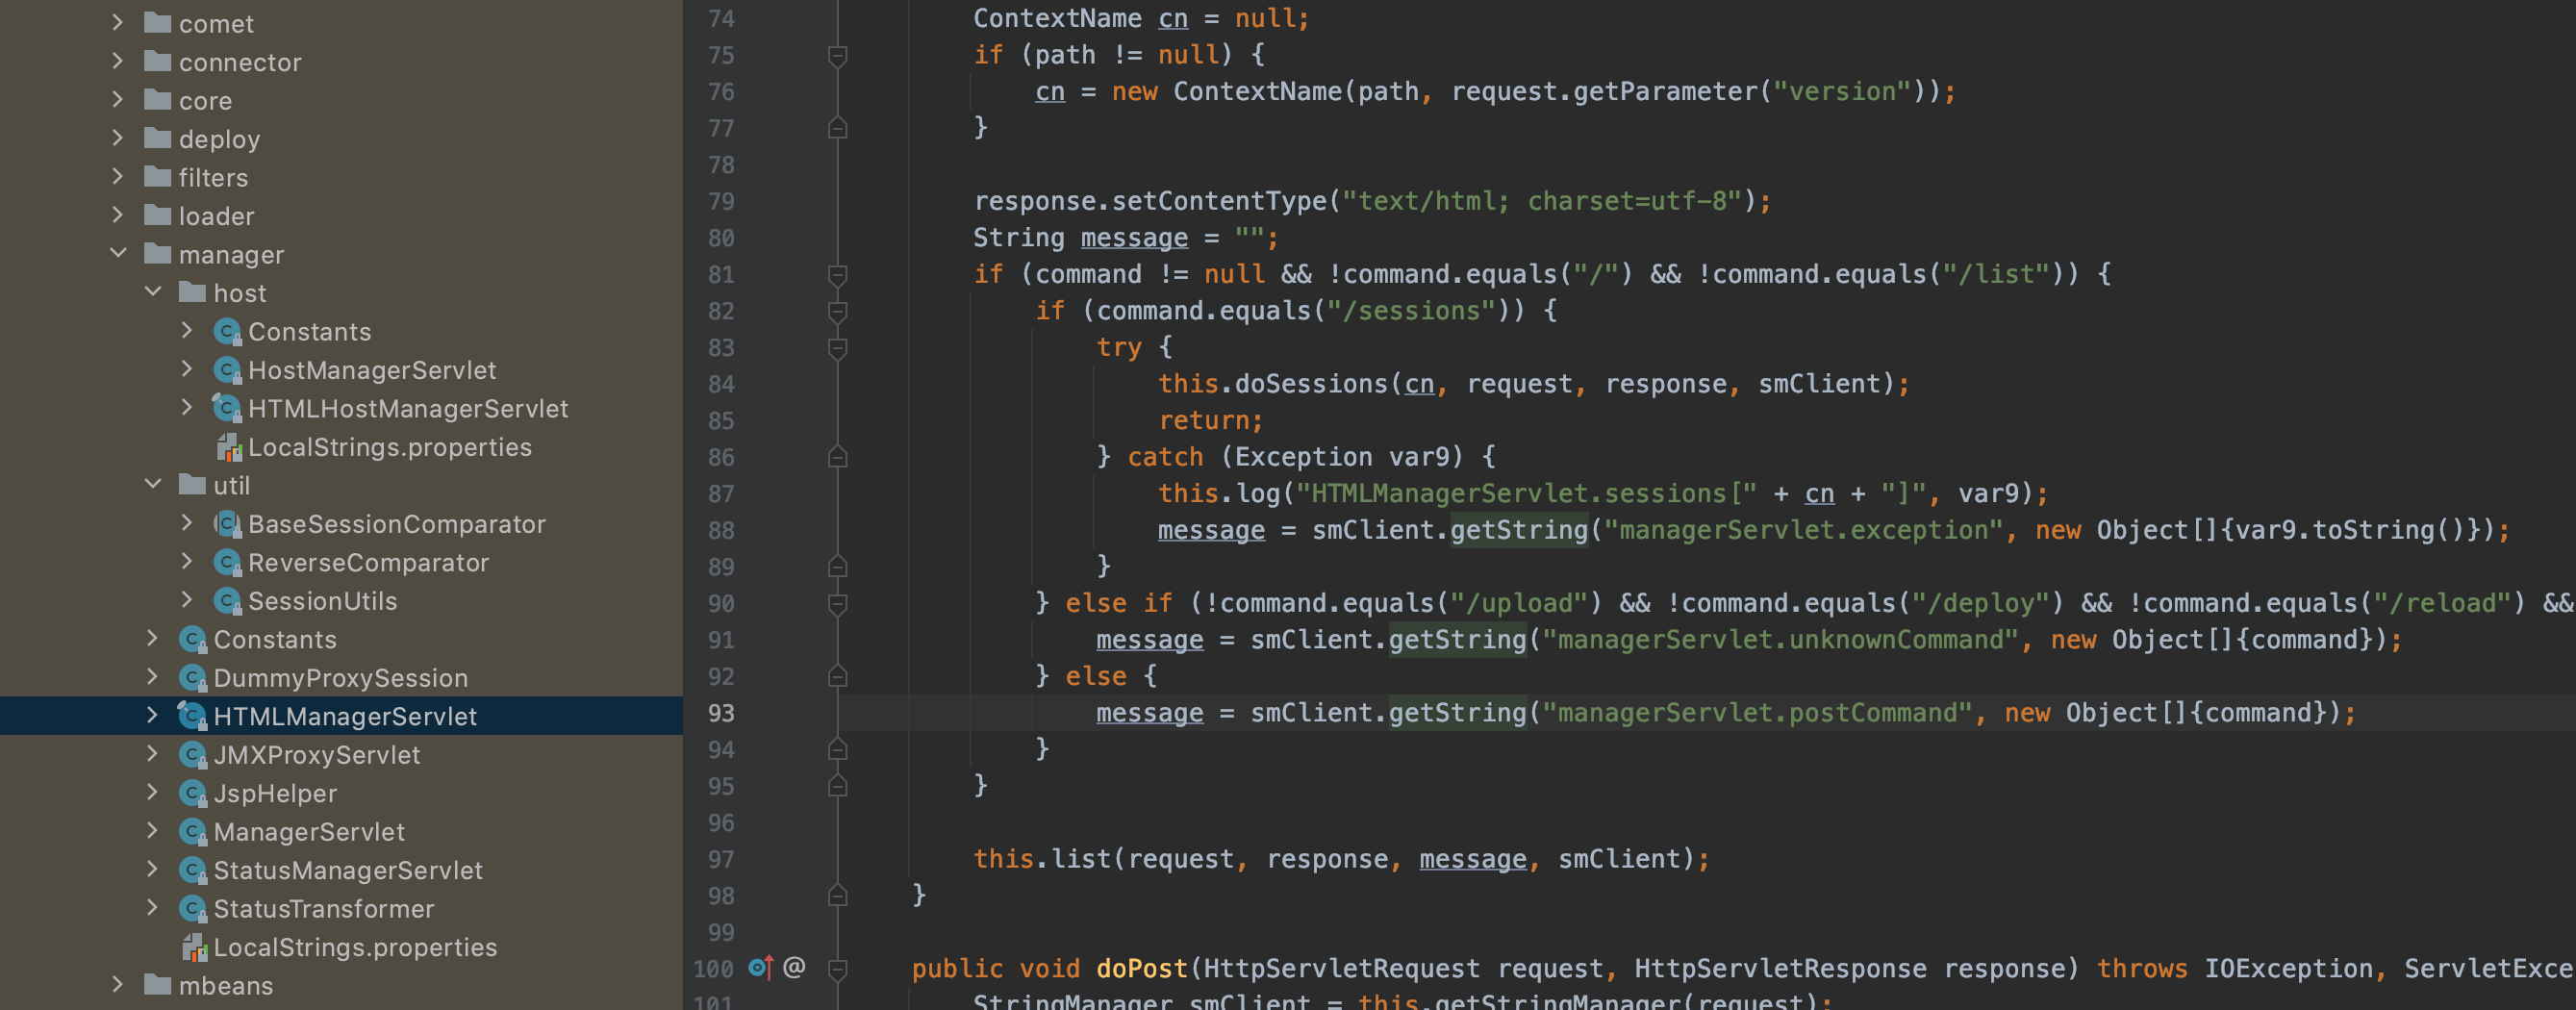 comet
connector
core
deploy
filters
loader
manager
host
Constants
HostManagerServlet
HTMLHostManagerServlet
LocalStrings.properties
util
BaseSessionComparator
ReverseComparator
SessionUtils
Constants
DummyProxySession
HTMLManagerServlet
JMXProxyServlet
JspHelper
ManagerServlet
StatusManagerServlet
StatusTransformer
LocalStrings.properties
mbeans
74 ContextName cn = null;
75 if (path != null) {
76 cn = new ContextName(path, request.getParameter("version"));
77 }
78
79 response.setContentType("text/html; charset=utf-8");
80 String message = "";
81 if (command != null && !command.equals("/") && !command.equals("/list")) {
82 if (command.equals("/sessions")) {
83 try {
84 this.doSessions(cn, request, response, smClient);
85 return;
86 } catch (Exception var9) {
87 this.log("HTMLManagerServlet.sessions[" + cn + "]", var9);
88 message = smClient.getString("managerServlet.exception", new Object[]{var9.toString()});
89 }
90 } else if (!command.equals("/upload") && !command.equals("/deploy") && !command.equals("/reload") &&
91 message = smClient.getString("managerServlet.unknownCommand", new Object[]{command});
92 } else {
93 message = smClient.getString("managerServlet.postCommand", new Object[]{command});
94 }
95 }
96
97 this.list(request, response, message, smClient);
98 }
99
100 @ public void doPost(HttpServletRequest request, HttpServletResponse response) throws IOException, ServletExce
101 StringManager smClient = this.getStringManager(request);